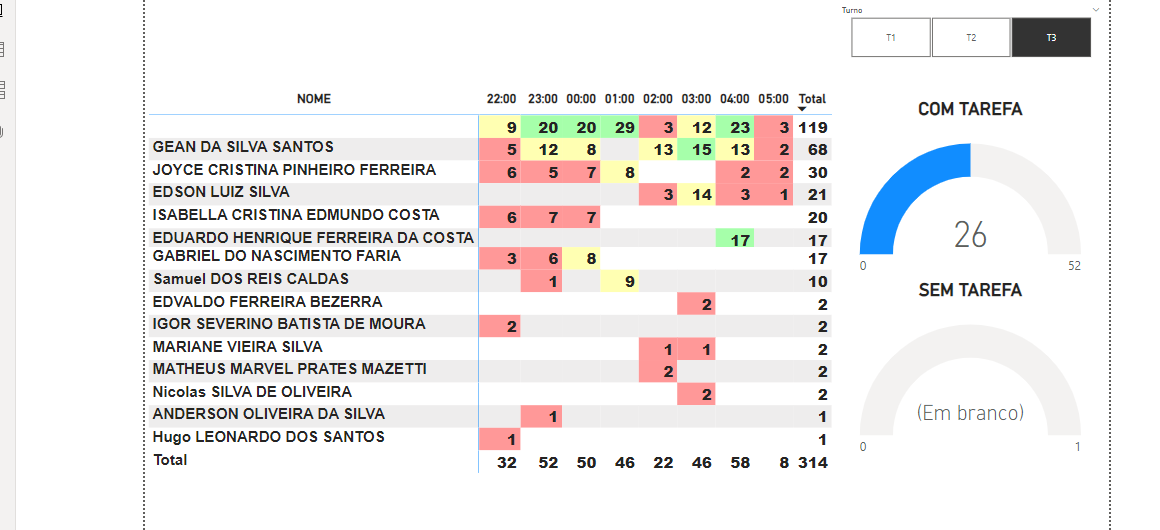 Turno
T1 T2 T3
NOME 22:00 23:00 00:00 01:00 02:00 03:00 04:00 05:00 Total
9 20 20 29 3 12 23 3 119
GEAN DA SILVA SANTOS 5 12 8 13 15 13 2 68
JOYCE CRISTINA PINHEIRO FERREIRA 6 5 7 8 2 2 30
EDSON LUIZ SILVA 3 14 3 1 21
ISABELLA CRISTINA EDMUNDO COSTA 6 7 7 20
EDUARDO HENRIQUE FERREIRA DA COSTA 17 17
GABRIEL DO NASCIMENTO FARIA 3 6 8 17
Samuel DOS REIS CALDAS 1 9 10
EDVALDO FERREIRA BEZERRA 2 2
IGOR SEVERINO BATISTA DE MOURA 2 2
MARIANE VIEIRA SILVA 1 1 2
MATHEUS MARVEL PRATES MAZETTI 2 2
Nicolas SILVA DE OLIVEIRA 2 2
ANDERSON OLIVEIRA DA SILVA 1 1
Hugo LEONARDO DOS SANTOS 1 1
Total 32 52 50 46 22 46 58 8 314
COM TAREFA
26
0 52
SEM TAREFA
(Em branco)
0 1